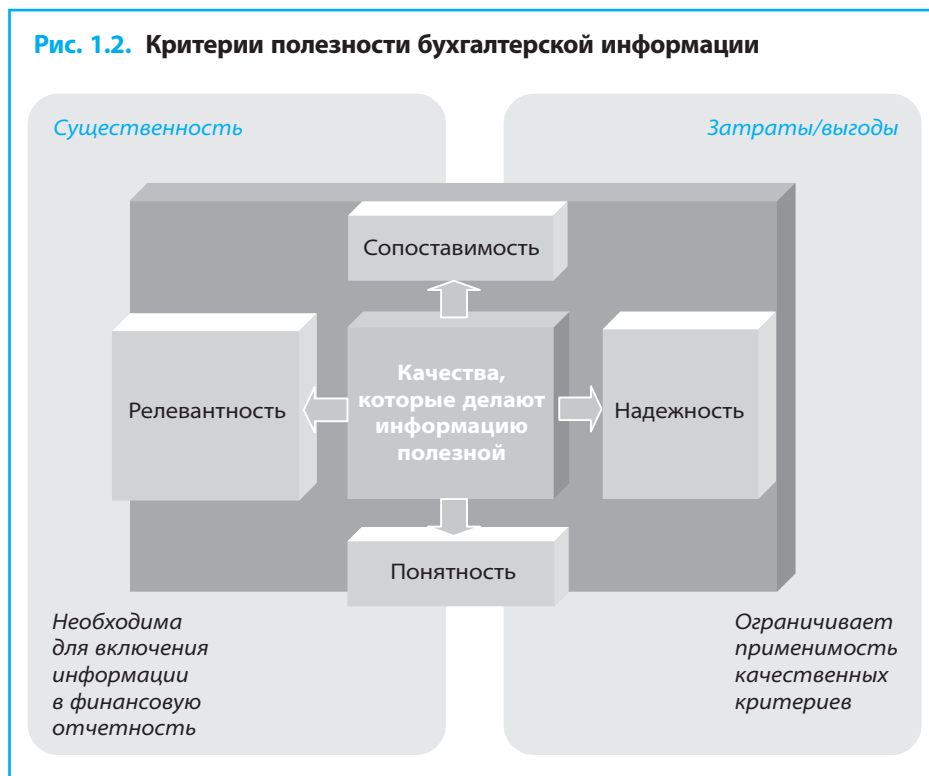 Рис. 1.2. Критерии полезности бухгалтерской информации
Существенность
Затраты/выгоды
Сопоставимость
Релевантность
Качества,
которые делают
информацию
полезной
Надежность
Понятность
Необходима
для включения
информации
в финансовую
отчетность
Ограничивает
применимость
качественных
критериев